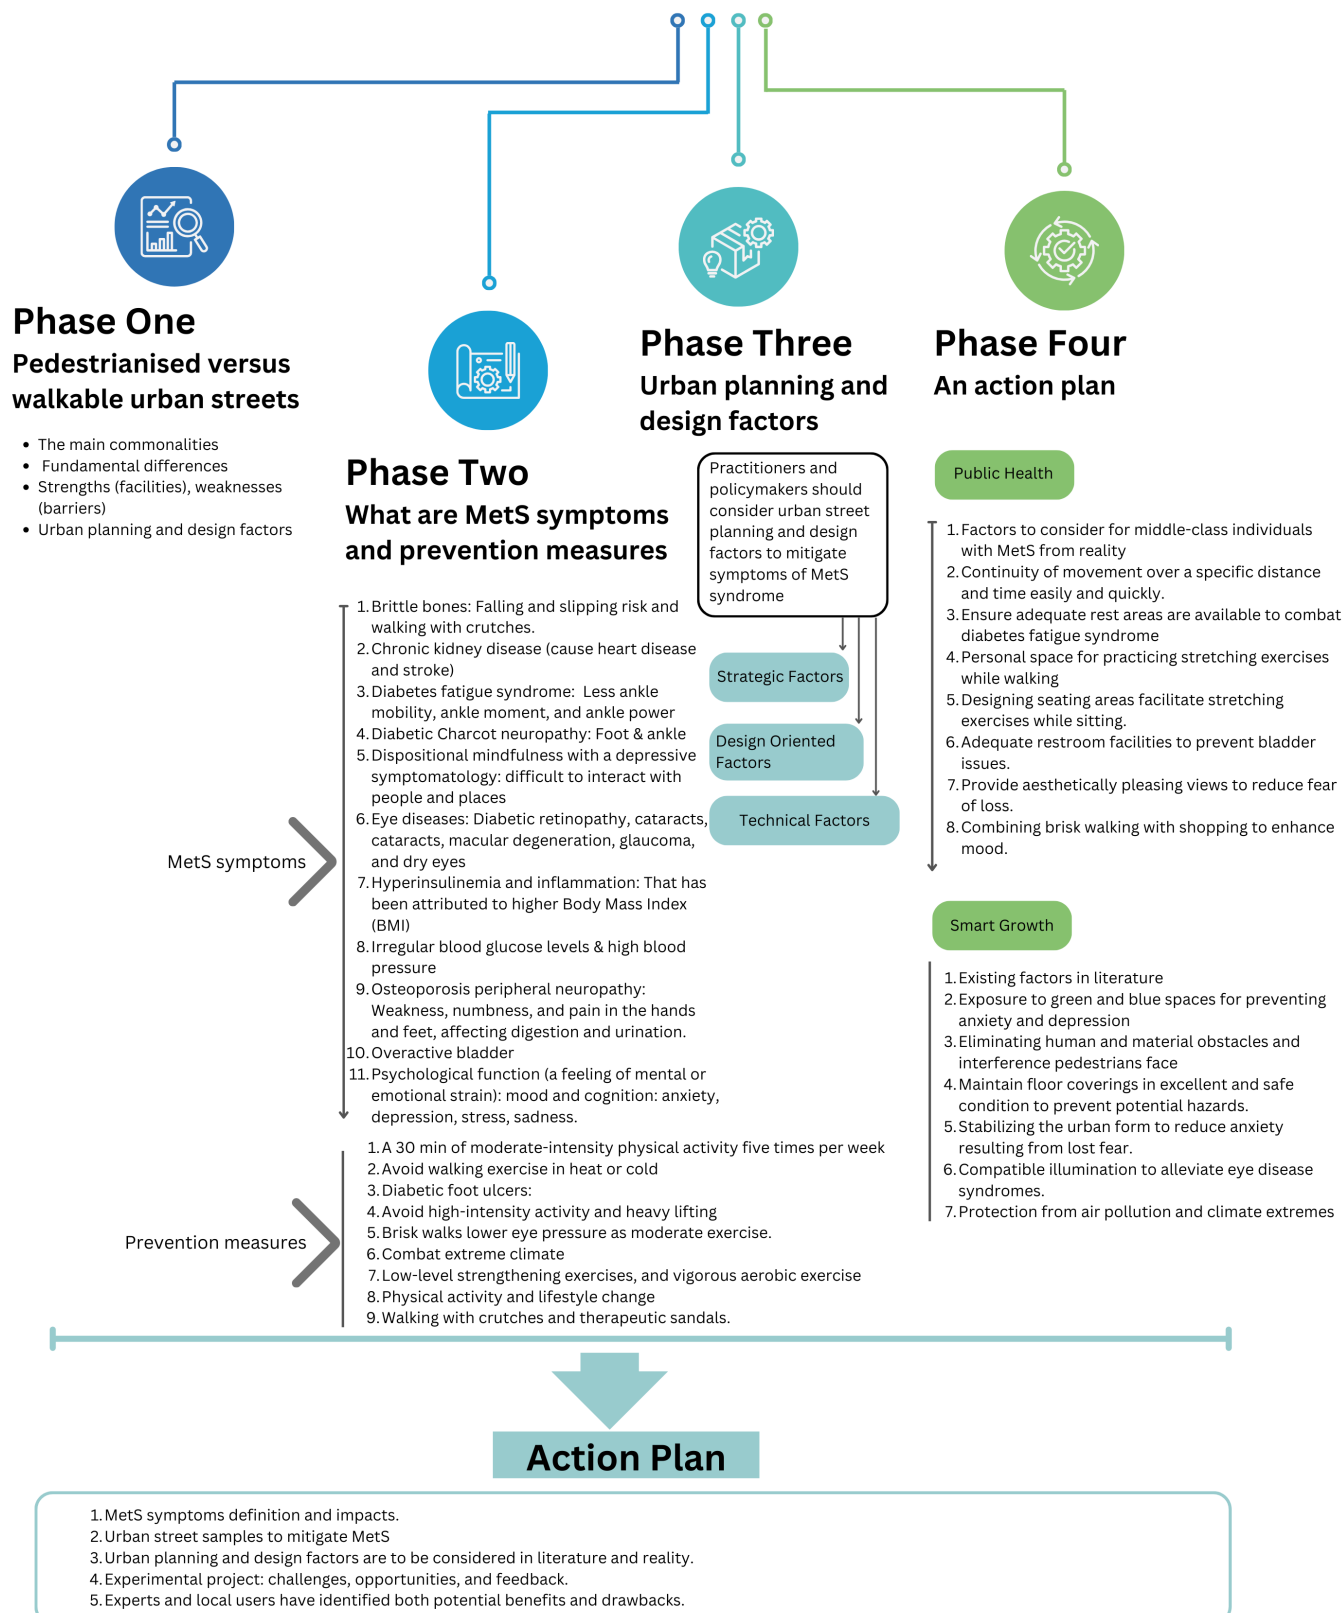 Phase One
Pedestrianised versus
walkable urban streets
• The main commonalities
• Fundamental differences
• Strengths (facilities), weaknesses
(barriers)
• Urban planning and design factors
Phase Two
What are MetS symptoms
and prevention measures
MetS symptoms
1. Brittle bones: Falling and slipping risk and
walking with crutches.
2. Chronic kidney disease (cause heart disease
and stroke)
3. Diabetes fatigue syndrome: Less ankle
mobility, ankle moment, and ankle power
4. Diabetic Charcot neuropathy: Foot & ankle
5. Dispositional mindfulness with a depressive
symptomatology: difficult to interact with
people and places
6. Eye diseases: Diabetic retinopathy, cataracts,
cataracts, macular degeneration, glaucoma,
and dry eyes
7. Hyperinsulinemia and inflammation: That has
been attributed to higher Body Mass Index
(BMI)
8. Irregular blood glucose levels & high blood
pressure
9. Osteoporosis peripheral neuropathy:
Weakness, numbness, and pain in the hands
and feet, affecting digestion and urination.
10. Overactive bladder
11. Psychological function (a feeling of mental or
emotional strain): mood and cognition: anxiety,
depression, stress, sadness.
Prevention measures
1. A 30 min of moderate-intensity physical activity five times per week
2. Avoid walking exercise in heat or cold
3. Diabetic foot ulcers:
4. Avoid high-intensity activity and heavy lifting
5. Brisk walks lower eye pressure as moderate exercise.
6. Combat extreme climate
7. Low-level strengthening exercises, and vigorous aerobic exercise
8. Physical activity and lifestyle change
9. Walking with crutches and therapeutic sandals.
Phase Three
Urban planning and
design factors
Practitioners and
policymakers should
consider urban street
planning and design
factors to mitigate
symptoms of MetS
syndrome
Strategic Factors
Design Oriented
Factors
Technical Factors
Phase Four
An action plan
Public Health
1. Factors to consider for middle-class individuals
with MetS from reality
2. Continuity of movement over a specific distance
and time easily and quickly.
3. Ensure adequate rest areas are available to combat
diabetes fatigue syndrome
4. Personal space for practicing stretching exercises
while walking
5. Designing seating areas facilitate stretching
exercises while sitting.
6. Adequate restroom facilities to prevent bladder
issues.
7. Provide aesthetically pleasing views to reduce fear
of loss.
8. Combining brisk walking with shopping to enhance
mood.
Smart Growth
1. Existing factors in literature
2. Exposure to green and blue spaces for preventing
anxiety and depression
3. Eliminating human and material obstacles and
interference pedestrians face
4. Maintain floor coverings in excellent and safe
condition to prevent potential hazards.
5. Stabilizing the urban form to reduce anxiety
resulting from lost fear.
6. Compatible illumination to alleviate eye disease
syndromes.
7. Protection from air pollution and climate extremes
Action Plan
1. MetS symptoms definition and impacts.
2. Urban street samples to mitigate MetS
3. Urban planning and design factors are to be considered in literature and reality.
4. Experimental project: challenges, opportunities, and feedback.
5. Experts and local users have identified both potential benefits and drawbacks.